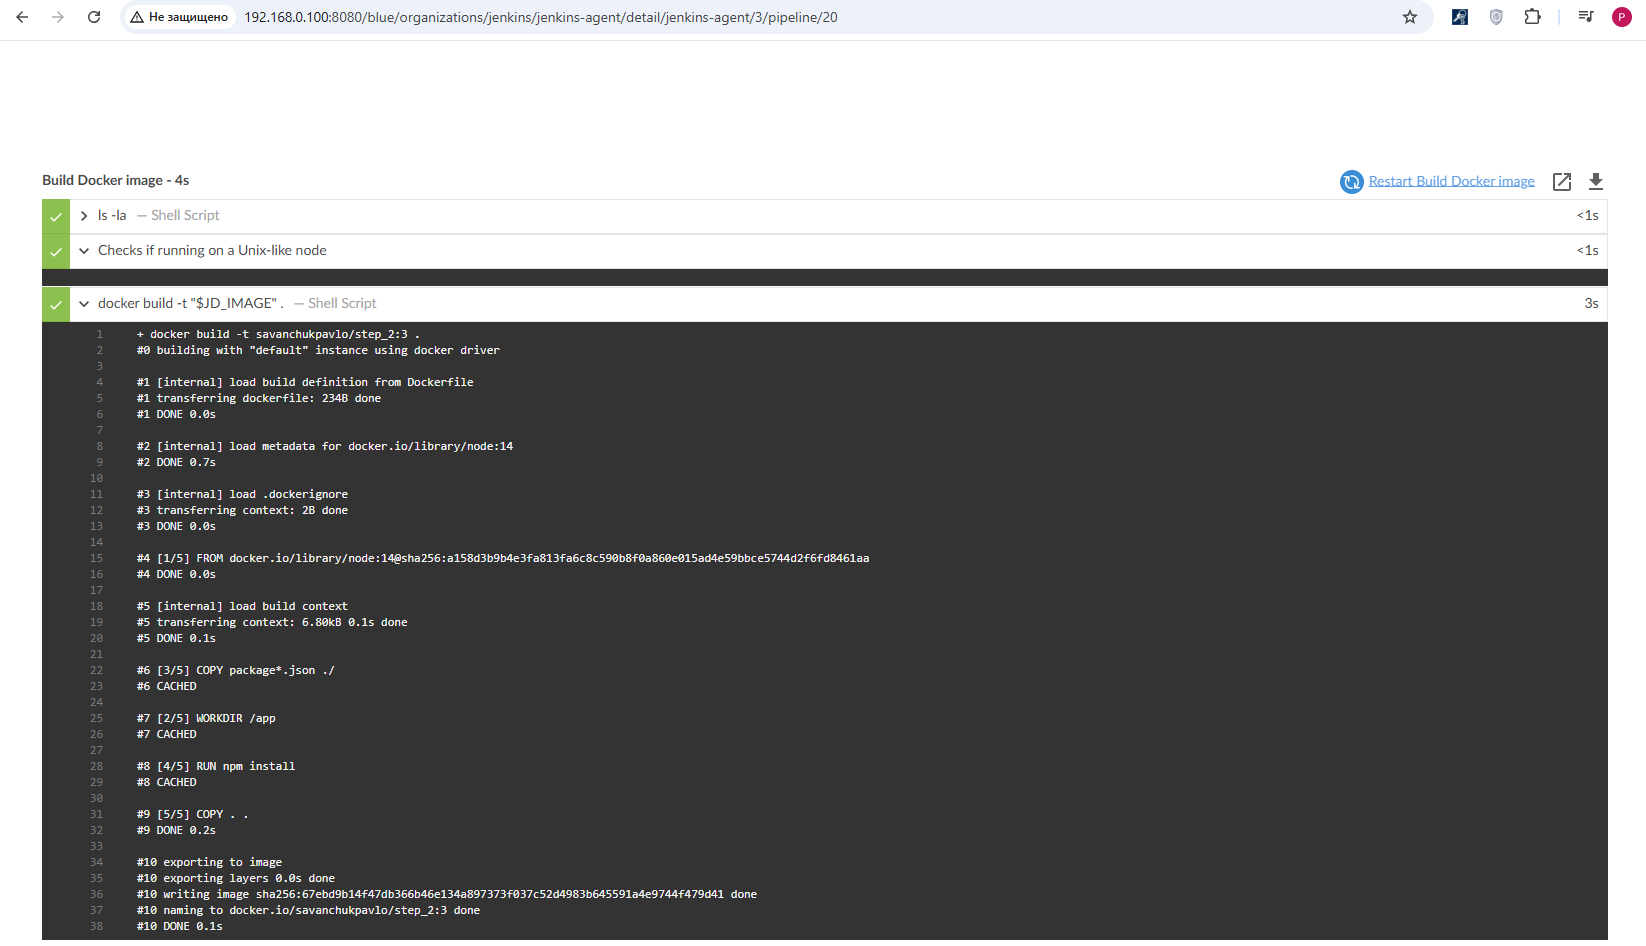 Не защищено 192.168.0.100:8080/blue/organizations/jenkins/jenkins-agent/detail/jenkins-agent/3/pipeline/20 P
Build Docker image - 4s Restart Build Docker image
ls -la — Shell Script <1s
Checks if running on a Unix-like node <1s
docker build -t "$JD_IMAGE" . — Shell Script 3s
1 + docker build -t savanchukpavlo/step_2:3 .
2 #0 building with "default" instance using docker driver
3
4 #1 [internal] load build definition from Dockerfile
5 #1 transferring dockerfile: 234B done
6 #1 DONE 0.0s
7
8 #2 [internal] load metadata for docker.io/library/node:14
9 #2 DONE 0.7s
10
11 #3 [internal] load .dockerignore
12 #3 transferring context: 2B done
13 #3 DONE 0.0s
14
15 #4 [1/5] FROM docker.io/library/node:14@sha256:a158d3b9b4e3fa813fa6c8c590b8f0a860e015ad4e59bbce5744d2f6fd8461aa
16 #4 DONE 0.0s
17
18 #5 [internal] load build context
19 #5 transferring context: 6.80kB 0.1s done
20 #5 DONE 0.1s
21
22 #6 [3/5] COPY package*.json ./
23 #6 CACHED
24
25 #7 [2/5] WORKDIR /app
26 #7 CACHED
27
28 #8 [4/5] RUN npm install
29 #8 CACHED
30
31 #9 [5/5] COPY . .
32 #9 DONE 0.2s
33
34 #10 exporting to image
35 #10 exporting layers 0.0s done
36 #10 writing image sha256:67ebd9b14f47db366b46e134a897373f037c52d4983b645591a4e9744f479d41 done
37 #10 naming to docker.io/savanchukpavlo/step_2:3 done
38 #10 DONE 0.1s